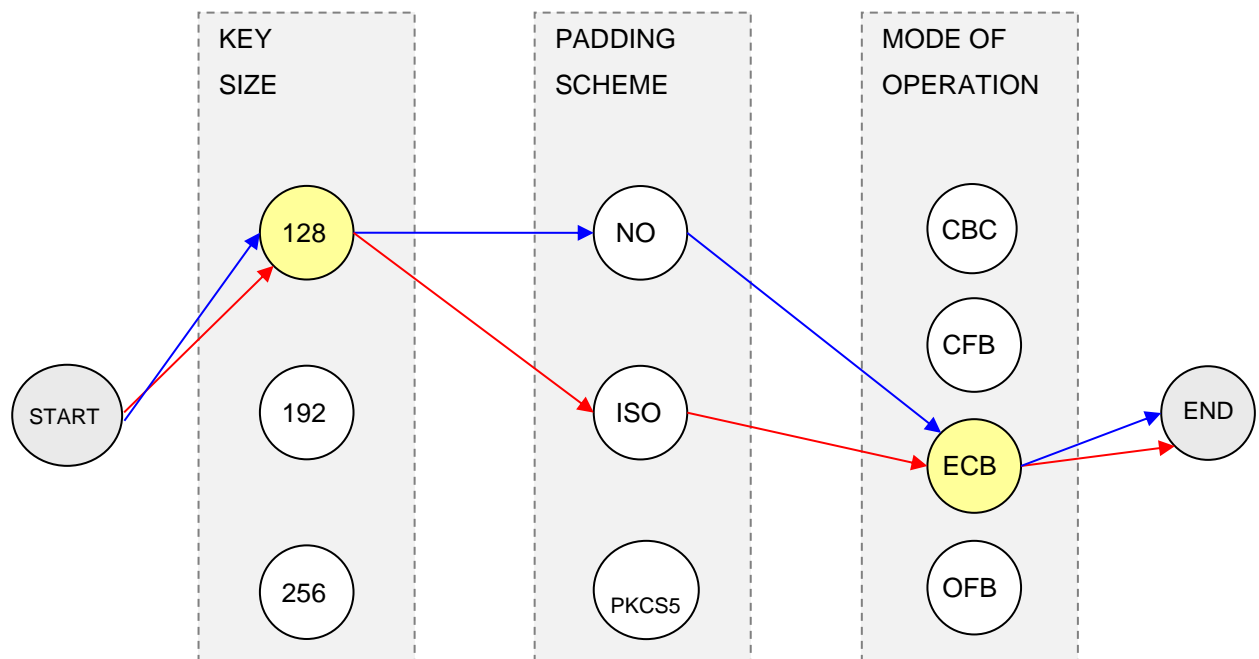 KEY
SIZE
PADDING
SCHEME
MODE OF
OPERATION
128
NO
CBC
CFB
START
192
ISO
END
ECB
256
PKCS5
OFB